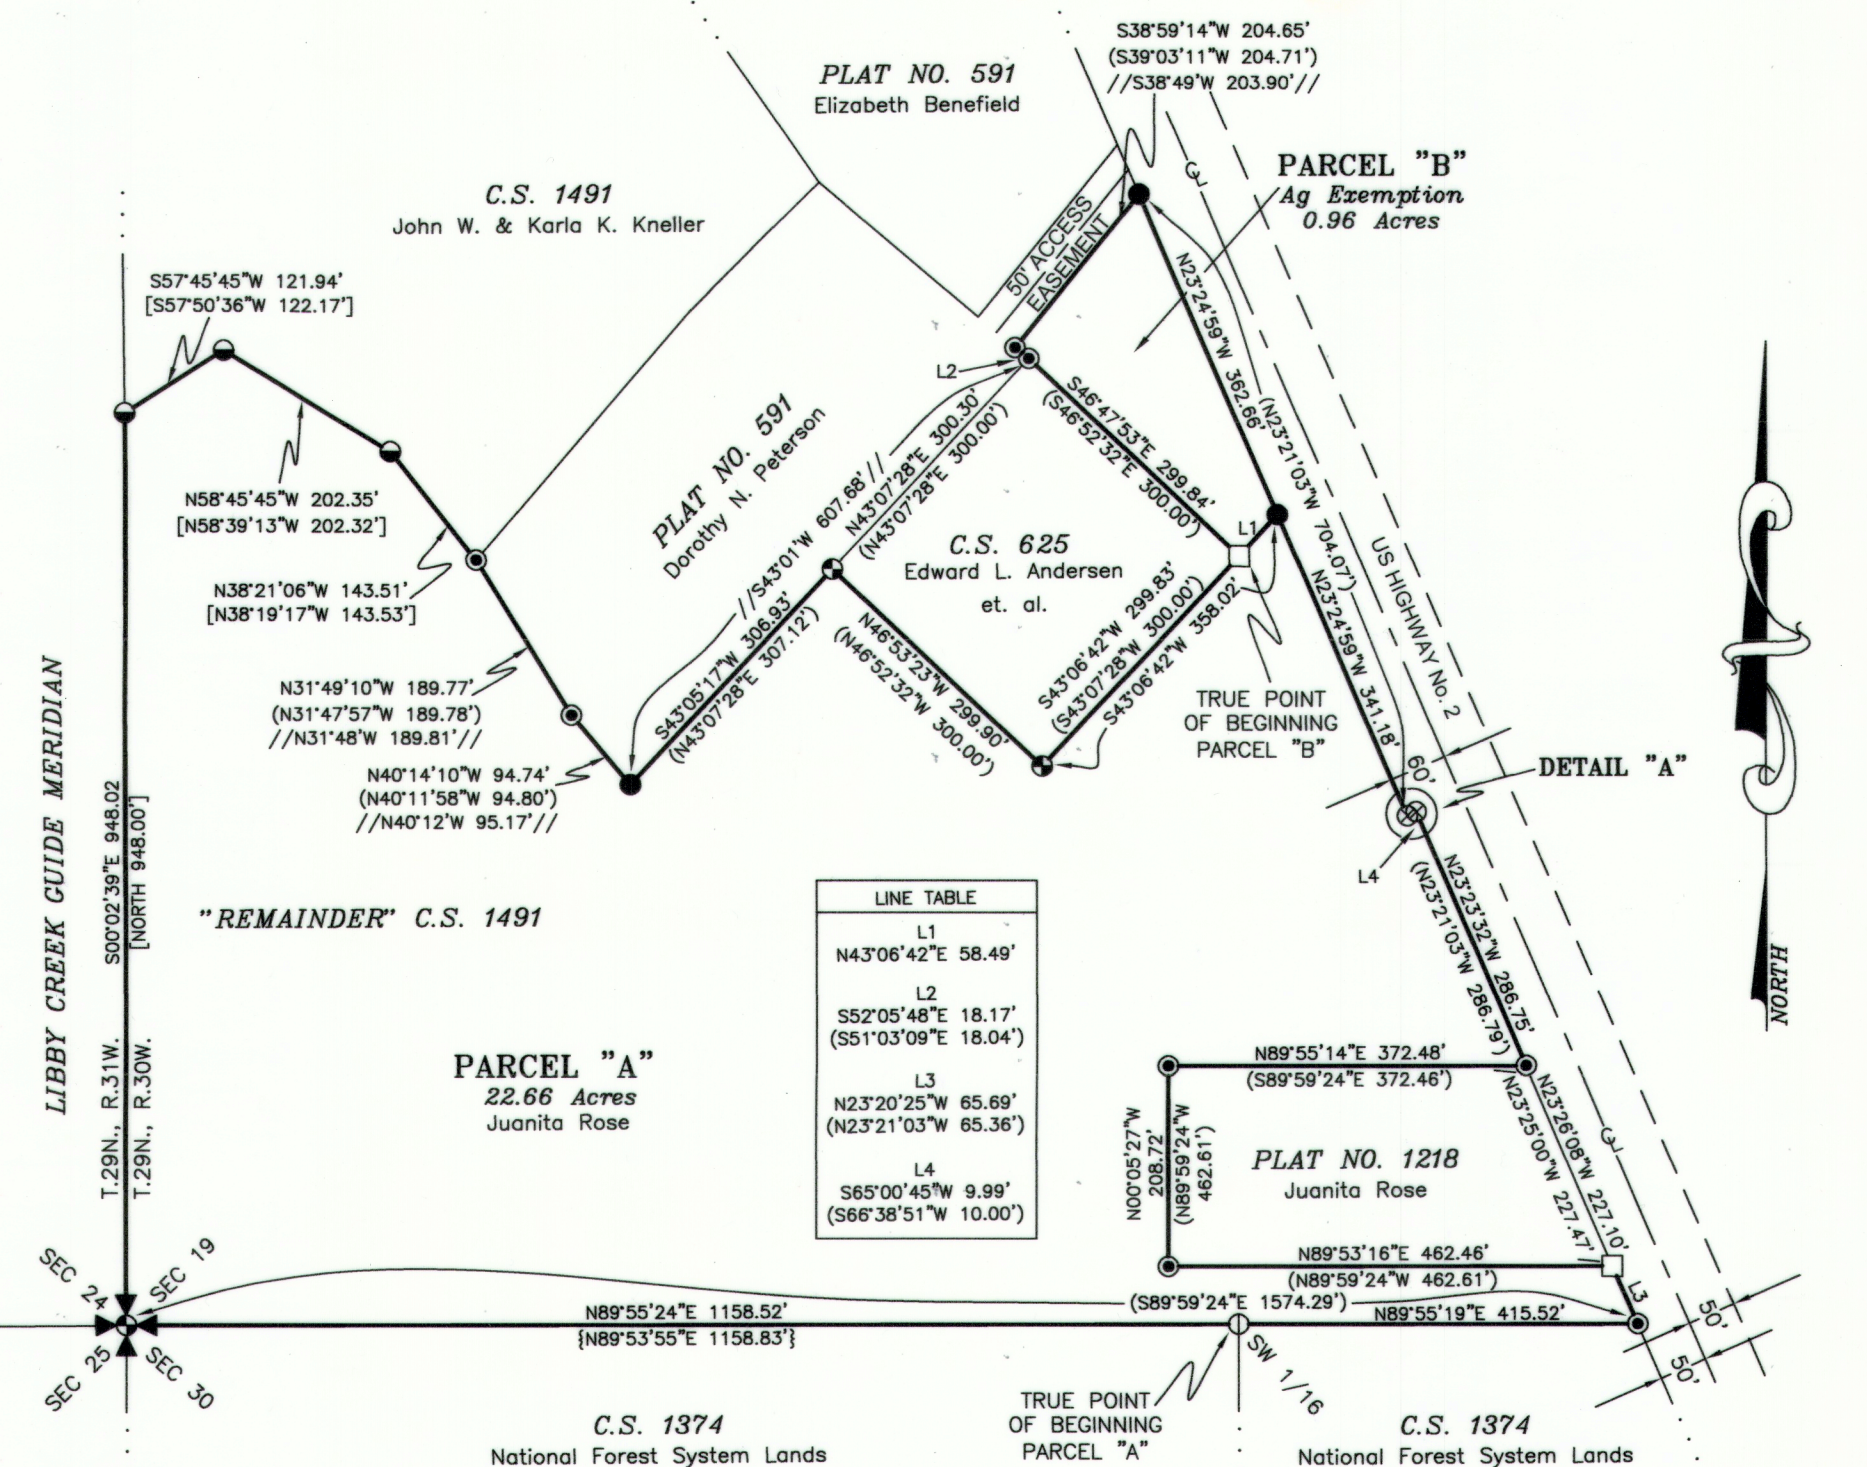 S38°59'14"W 204.65'
(S39°03'11"W 204.71')
//S38°49'W 203.90'//
PLAT NO. 591
Elizabeth Benefield
PARCEL "B"
Ag Exemption
0.96 Acres
C.S. 1491
John W. & Karla K. Kneller
50' ACCESS
EASEMENT
S57°45'45"W 121.94'
[S57°50'36"W 122.17']
N23°24'59"W 362.66'
(N23°21'03"W 704.07')
L2
S46°47'53"E 299.84'
(S46°52'32"E 300.00')
N58°45'45"W 202.35'
[N58°39'13"W 202.32']
PLAT NO. 591
Dorothy N. Peterson
//S43°01'W 607.68'//
N43°07'28"E 300.30'
(N43°07'28"E 300.00')
C.S. 625
Edward L. Andersen
et. al.
L1
US HIGHWAY No. 2
N38°21'06"W 143.51'
[N38°19'17"W 143.53']
S43°05'17"W 306.93'
(N43°07'28"E 307.12')
N46°53'23"W 299.90'
(N46°52'32"W 300.00')
S43°06'42"W 299.83'
(S43°07'28"W 300.00')
S43°06'42"W 358.02'
N23°24'59"W 341.18'
N31°49'10"W 189.77'
(N31°47'57"W 189.78')
//N31°48'W 189.81'//
TRUE POINT
OF BEGINNING
PARCEL "B"
60'
DETAIL "A"
N40°14'10"W 94.74'
(N40°11'58"W 94.80')
//N40°12'W 95.17'//
LIBBY CREEK GUIDE MERIDIAN
S00°02'39"E 948.02
[NORTH 948.00']
L4
"REMAINDER" C.S. 1491
LINE TABLE
L1
N43°06'42"E 58.49'
L2
S52°05'48"E 18.17'
(S51°03'09"E 18.04')
L3
N23°20'25"W 65.69'
(N23°21'03"W 65.36')
L4
S65°00'45"W 9.99'
(S66°38'51"W 10.00')
N23°23'32"W 286.75'
(N23°21'03"W 286.79')
NORTH
T.29N., R.31W.
T.29N., R.30W.
PARCEL "A"
22.66 Acres
Juanita Rose
N89°55'14"E 372.48'
(S89°59'24"E 372.46')
N00°05'27"W
208.72'
(N89°59'24"W
462.61')
PLAT NO. 1218
Juanita Rose
N23°26'08"W 227.10'
N23°25'00"W 227.47'
N89°53'16"E 462.46'
(N89°59'24"W 462.61')
L3
SEC 24
SEC 19
SEC 25
SEC 30
(S89°59'24"E 1574.29')
N89°55'24"E 1158.52'
{N89°53'55"E 1158.83'}
N89°55'19"E 415.52'
50'
50'
SW 1/16
TRUE POINT
OF BEGINNING
PARCEL "A"
C.S. 1374
National Forest System Lands
C.S. 1374
National Forest System Lands